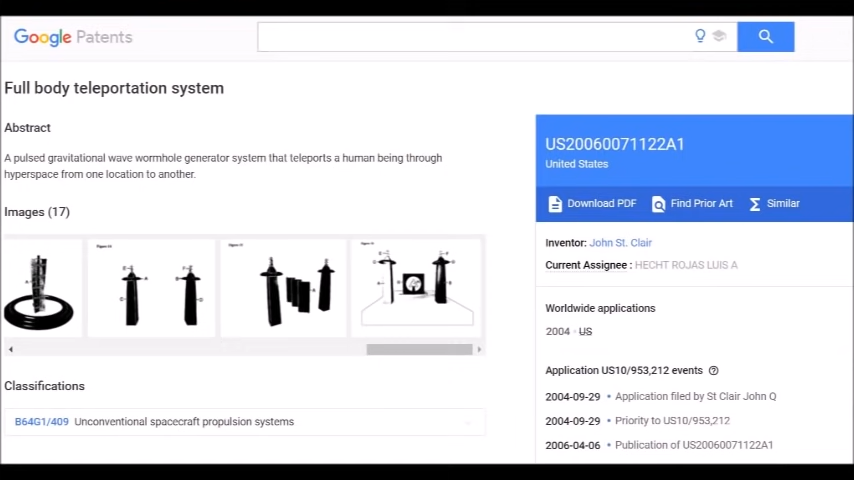 Google Patents
Full body teleportation system
Abstract
A pulsed gravitational wave wormhole generator system that teleports a human being through
hyperspace from one location to another.
Images (17)
Classifications
B64G1/409 Unconventional spacecraft propulsion systems
US20060071122A1
United States
Download PDF Find Prior Art Similar
Inventor: John St. Clair
Current Assignee : HECHT ROJAS LUIS A
Worldwide applications
2004 · US
Application US10/953,212 events
2004-09-29 • Application filed by St Clair John Q
2004-09-29 • Priority to US10/953,212
2006-04-06 • Publication of US20060071122A1